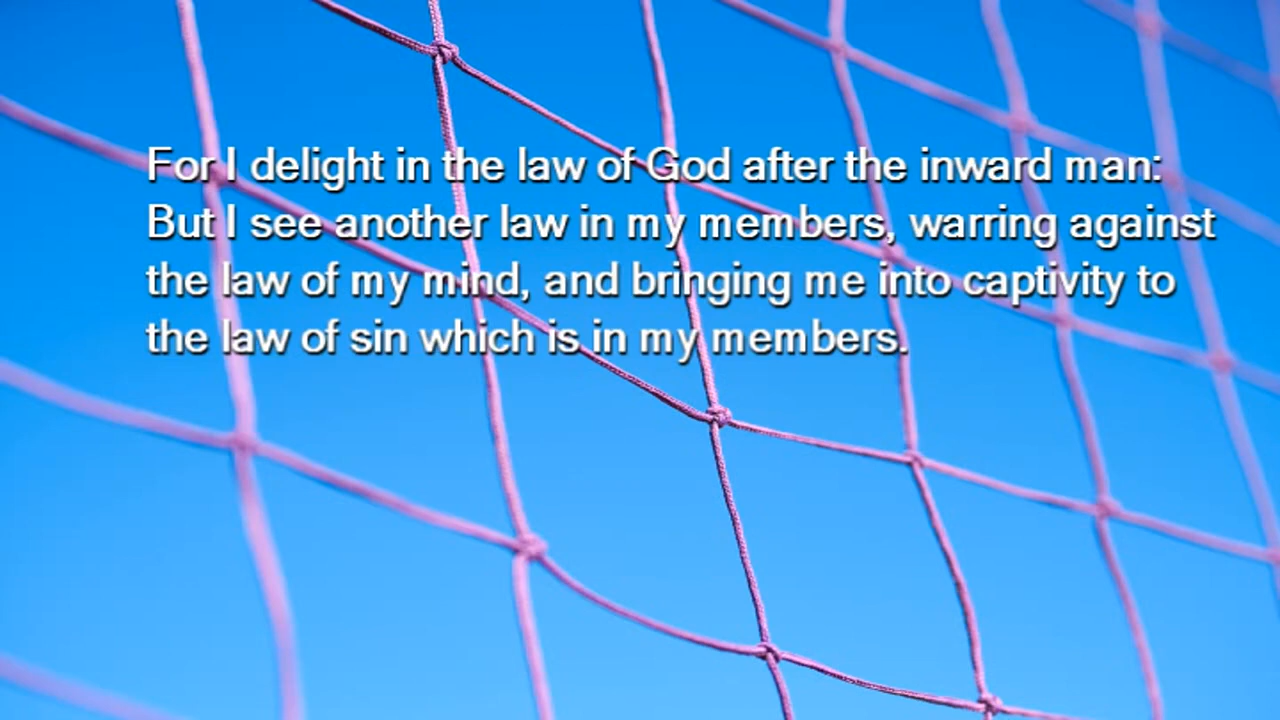 For I delight in the law of God after the inward man:
But I see another law in my members, warring against
the law of my mind, and bringing me into captivity to
the law of sin which is in my members.